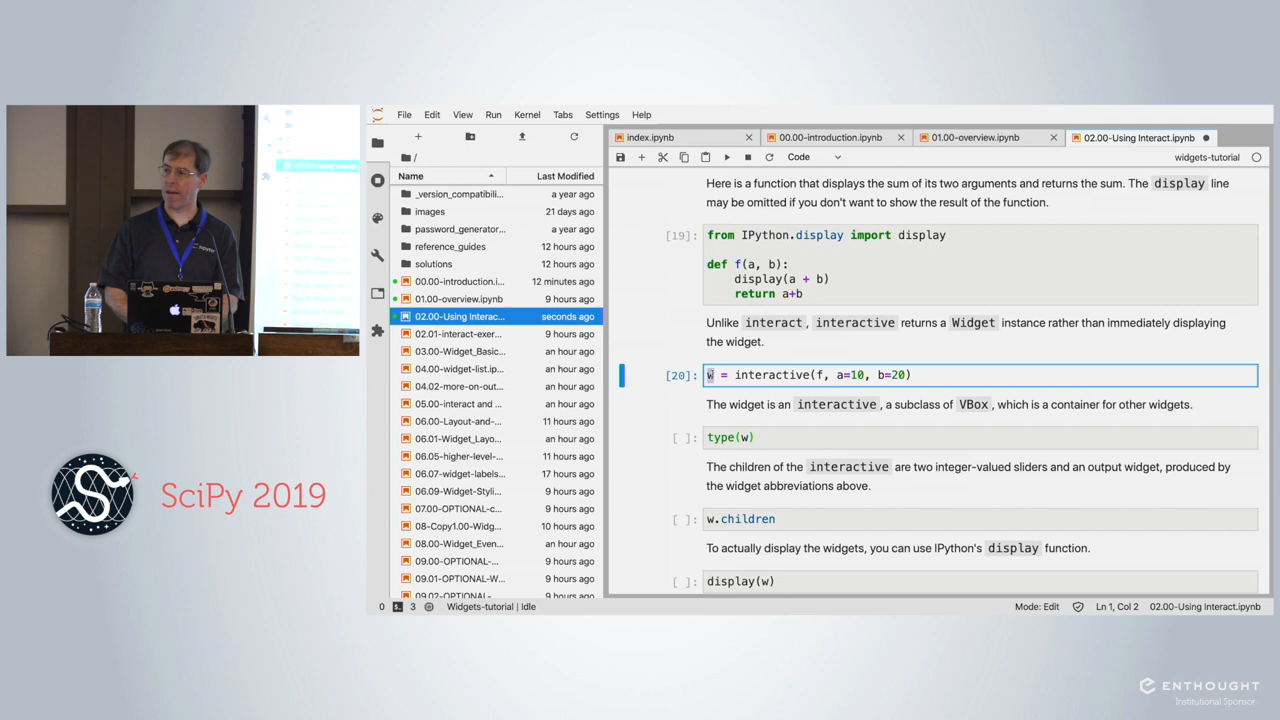 File Edit View Run Kernel Tabs Settings Help
index.ipynb
00.00-introduction.ipynb
01.00-overview.ipynb
02.00-Using Interact.ipynb
Code
widgets-tutorial
/
Name Last Modified
_version_compatibili... a year ago
images 21 days ago
password_generator... a year ago
reference_guides 12 hours ago
solutions 12 hours ago
00.00-introduction.i... 12 minutes ago
01.00-overview.ipynb 9 hours ago
02.00-Using Interac... seconds ago
02.01-interact-exer... 9 hours ago
03.00-Widget_Basic... an hour ago
04.00-widget-list.ip... an hour ago
04.02-more-on-out... an hour ago
05.00-interact and ... an hour ago
06.00-Layout-and-... 11 hours ago
06.01-Widget_Layo... an hour ago
06.05-higher-level-... 11 hours ago
06.07-widget-labels... 17 hours ago
06.09-Widget-Styli... 9 hours ago
07.00-OPTIONAL-c... 9 hours ago
08-Copy1.00-Widg... 10 hours ago
08.00-Widget_Even... an hour ago
09.00-OPTIONAL-... 9 hours ago
09.01-OPTIONAL-W... 9 hours ago
09.02-OPTIONAL-... 9 hours ago
Here is a function that displays the sum of its two arguments and returns the sum. The display line
may be omitted if you don't want to show the result of the function.
[19]: from IPython.display import display
def f(a, b):
display(a + b)
return a+b
Unlike interact, interactive returns a Widget instance rather than immediately displaying
the widget.
[20]: w = interactive(f, a=10, b=20)
The widget is an interactive, a subclass of VBox, which is a container for other widgets.
[ ]: type(w)
The children of the interactive are two integer-valued sliders and an output widget, produced by
the widget abbreviations above.
[ ]: w.children
To actually display the widgets, you can use IPython's display function.
[ ]: display(w)
0 3 Widgets-tutorial | Idle
Mode: Edit Ln 1, Col 2 02.00-Using Interact.ipynb
SciPy 2019
ENTHOUGHT
Institutional Sponsor